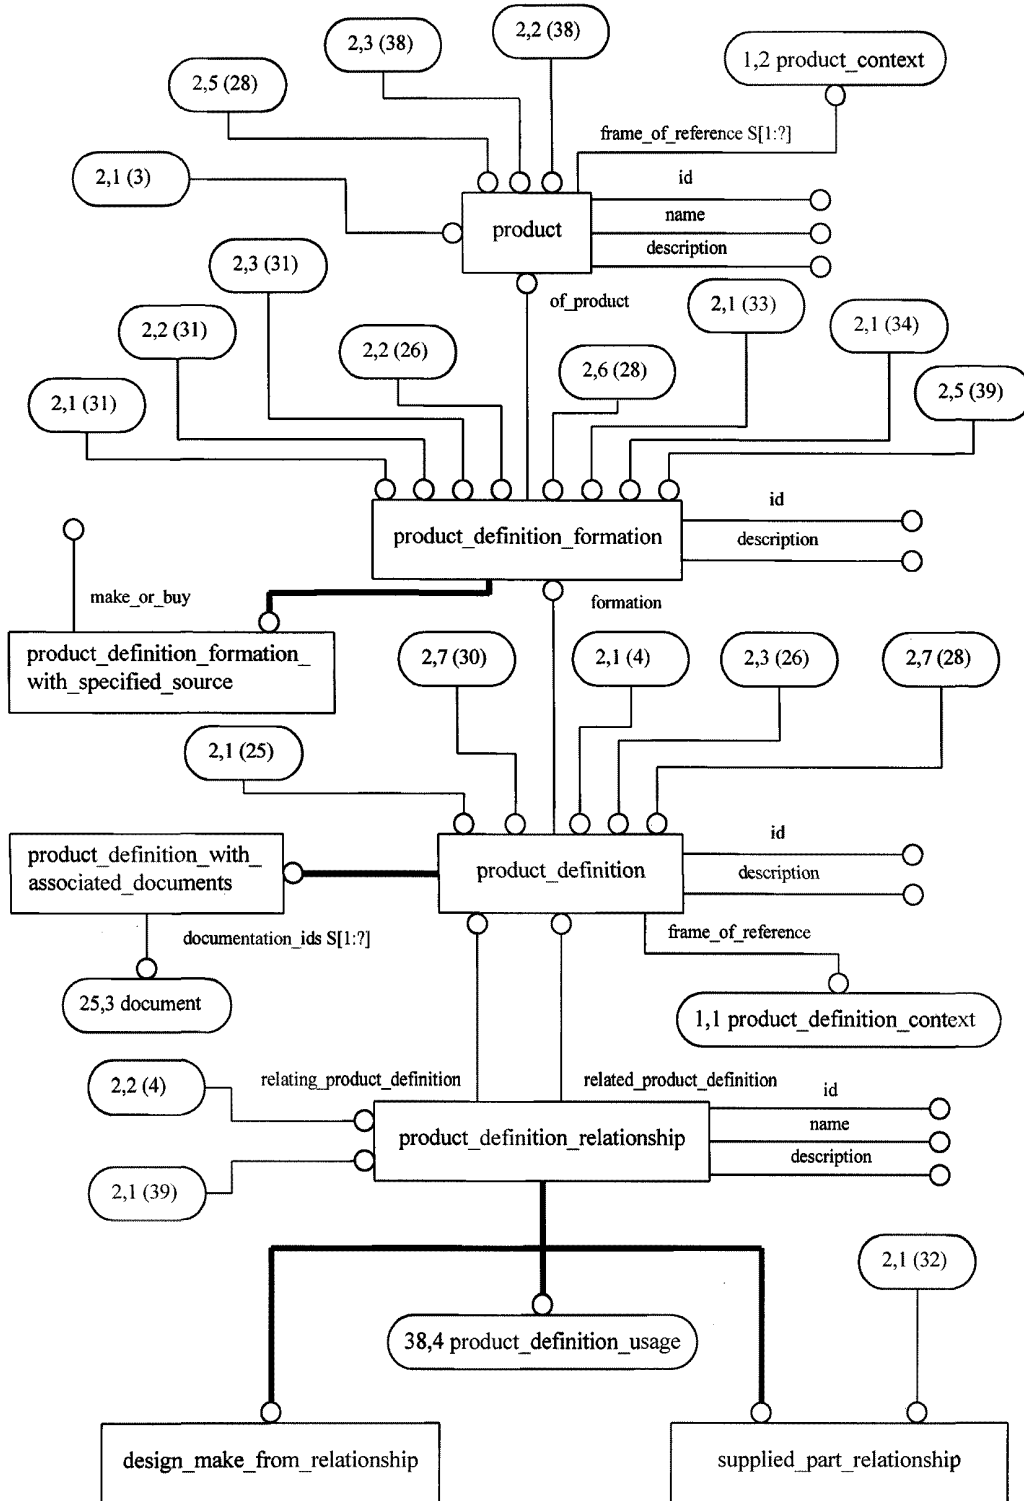 2,3 (38)
2,2 (38)
1,2 product_context
2,5 (28)
frame_of_reference S[1:?]
2,1 (3)
id
name
product
description
2,3 (31)
of_product
2,1 (33)
2,2 (31)
2,2 (26)
2,1 (34)
2,6 (28)
2,1 (31)
2,5 (39)
id
product_definition_formation
description
make_or_buy
formation
product_definition_formation_
with_specified_source
2,7 (30)
2,1 (4)
2,3 (26)
2,7 (28)
2,1 (25)
id
product_definition_with_
associated_documents
product_definition
description
documentation_ids S[1:?]
frame_of_reference
25,3 document
1,1 product_definition_context
2,2 (4)
relating_product_definition
related_product_definition
id
name
product_definition_relationship
description
2,1 (39)
2,1 (32)
38,4 product_definition_usage
design_make_from_relationship
supplied_part_relationship